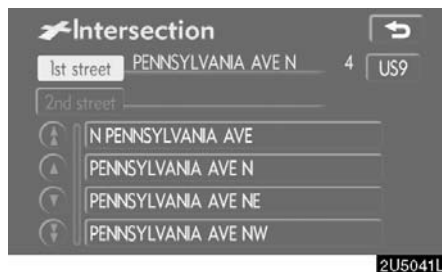 Intersection
1st street PENNSYLVANIA AVE N 4 US9
2nd street
N PENNSYLVANIA AVE
PENNSYLVANIA AVE N
PENNSYLVANIA AVE NE
PENNSYLVANIA AVE NW
2U5041L